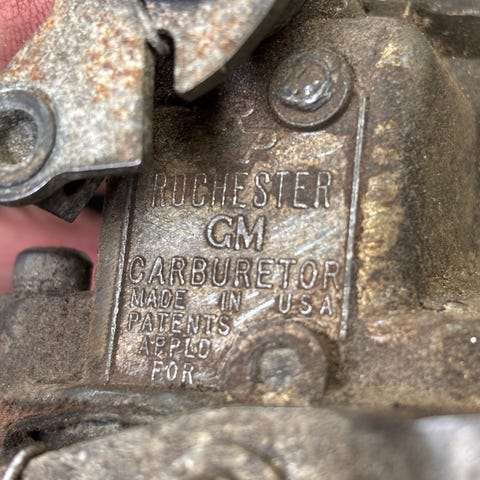 ROCHESTER
GM
CARBURETOR
MADE IN USA
PATENTS
APPLD
FOR